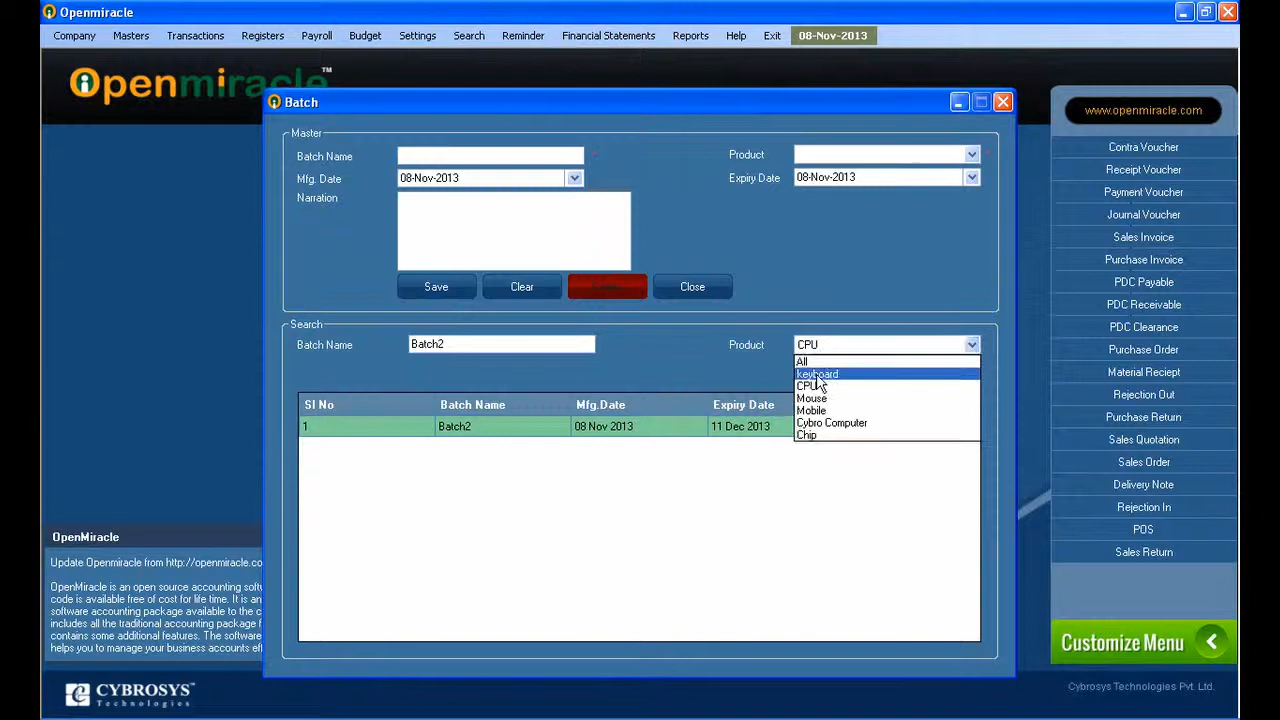 Openmiracle
Company Masters Transactions Registers Payroll Budget Settings Search Reminder Financial Statements Reports Help Exit 08-Nov-2013
Openmiracle™
Batch
www.openmiracle.com
Master
Batch Name * Product *
Mfg. Date 08-Nov-2013 Expiry Date 08-Nov-2013
Narration
Save Clear Close
Search
Batch Name Batch2 Product CPU
All
keyboard
CPU
Mouse
Mobile
Cybro Computer
Chip
Sl No Batch Name Mfg.Date Expiry Date
1 Batch2 08 Nov 2013 11 Dec 2013
Contra Voucher
Receipt Voucher
Payment Voucher
Journal Voucher
Sales Invoice
Purchase Invoice
PDC Payable
PDC Receivable
PDC Clearance
Purchase Order
Material Reciept
Rejection Out
Purchase Return
Sales Quotation
Sales Order
Delivery Note
Rejection In
POS
Sales Return
Customize Menu
OpenMiracle
Update Openmiracle from http://openmiracle.co
OpenMiracle is an open source accounting soft
code is available free of cost for life time. It is an
software accounting package available to the c
includes all the traditional accounting package f
contains some additional features. The software
helps you to manage your business accounts ef
CYBROSYS™
Technologies
Cybrosys Technologies Pvt. Ltd.